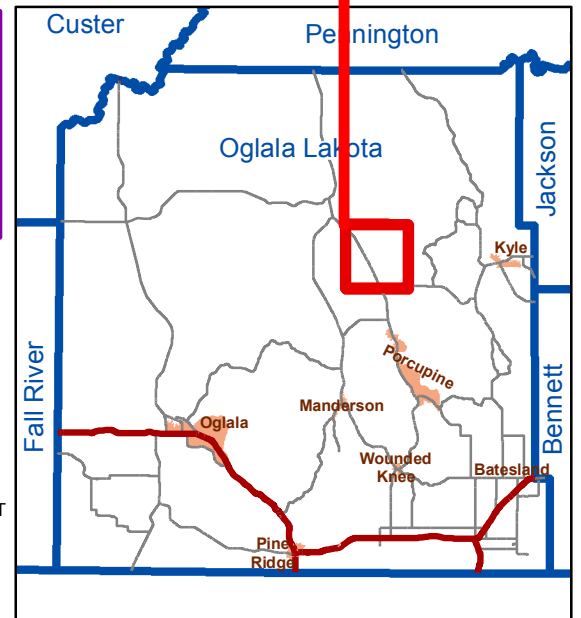 Custer
Pennington
Oglala Lakota
Jackson
Kyle
Fall River
Porcupine
Oglala
Manderson
Bennett
Wounded
Knee
Batesland
T
Pine
Ridge